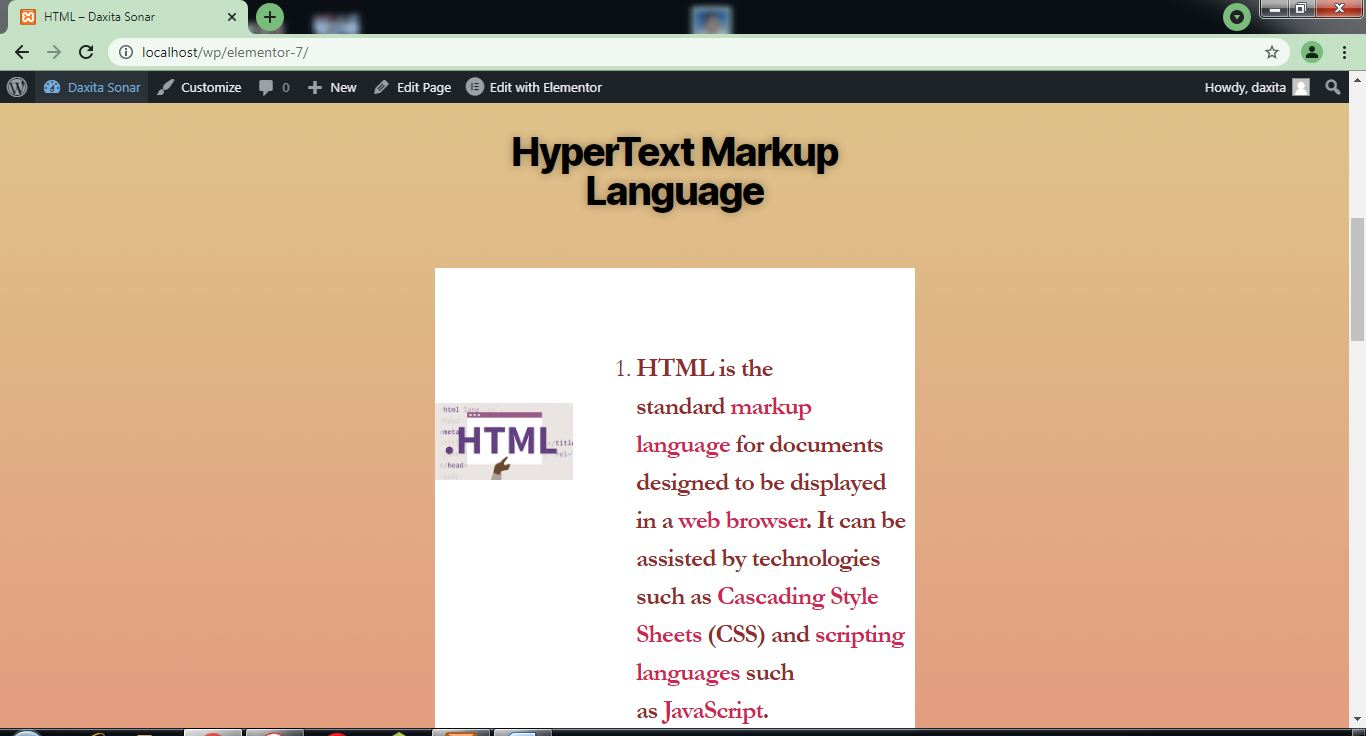 HTML – Daxita Sonar
localhost/wp/elementor-7/
Daxita Sonar Customize 0 New Edit Page Edit with Elementor Howdy, daxita
HyperText Markup
Language
1. HTML is the
standard markup
language for documents
designed to be displayed
in a web browser. It can be
assisted by technologies
such as Cascading Style
Sheets (CSS) and scripting
languages such
as JavaScript.
html lang
.HTML
</head>